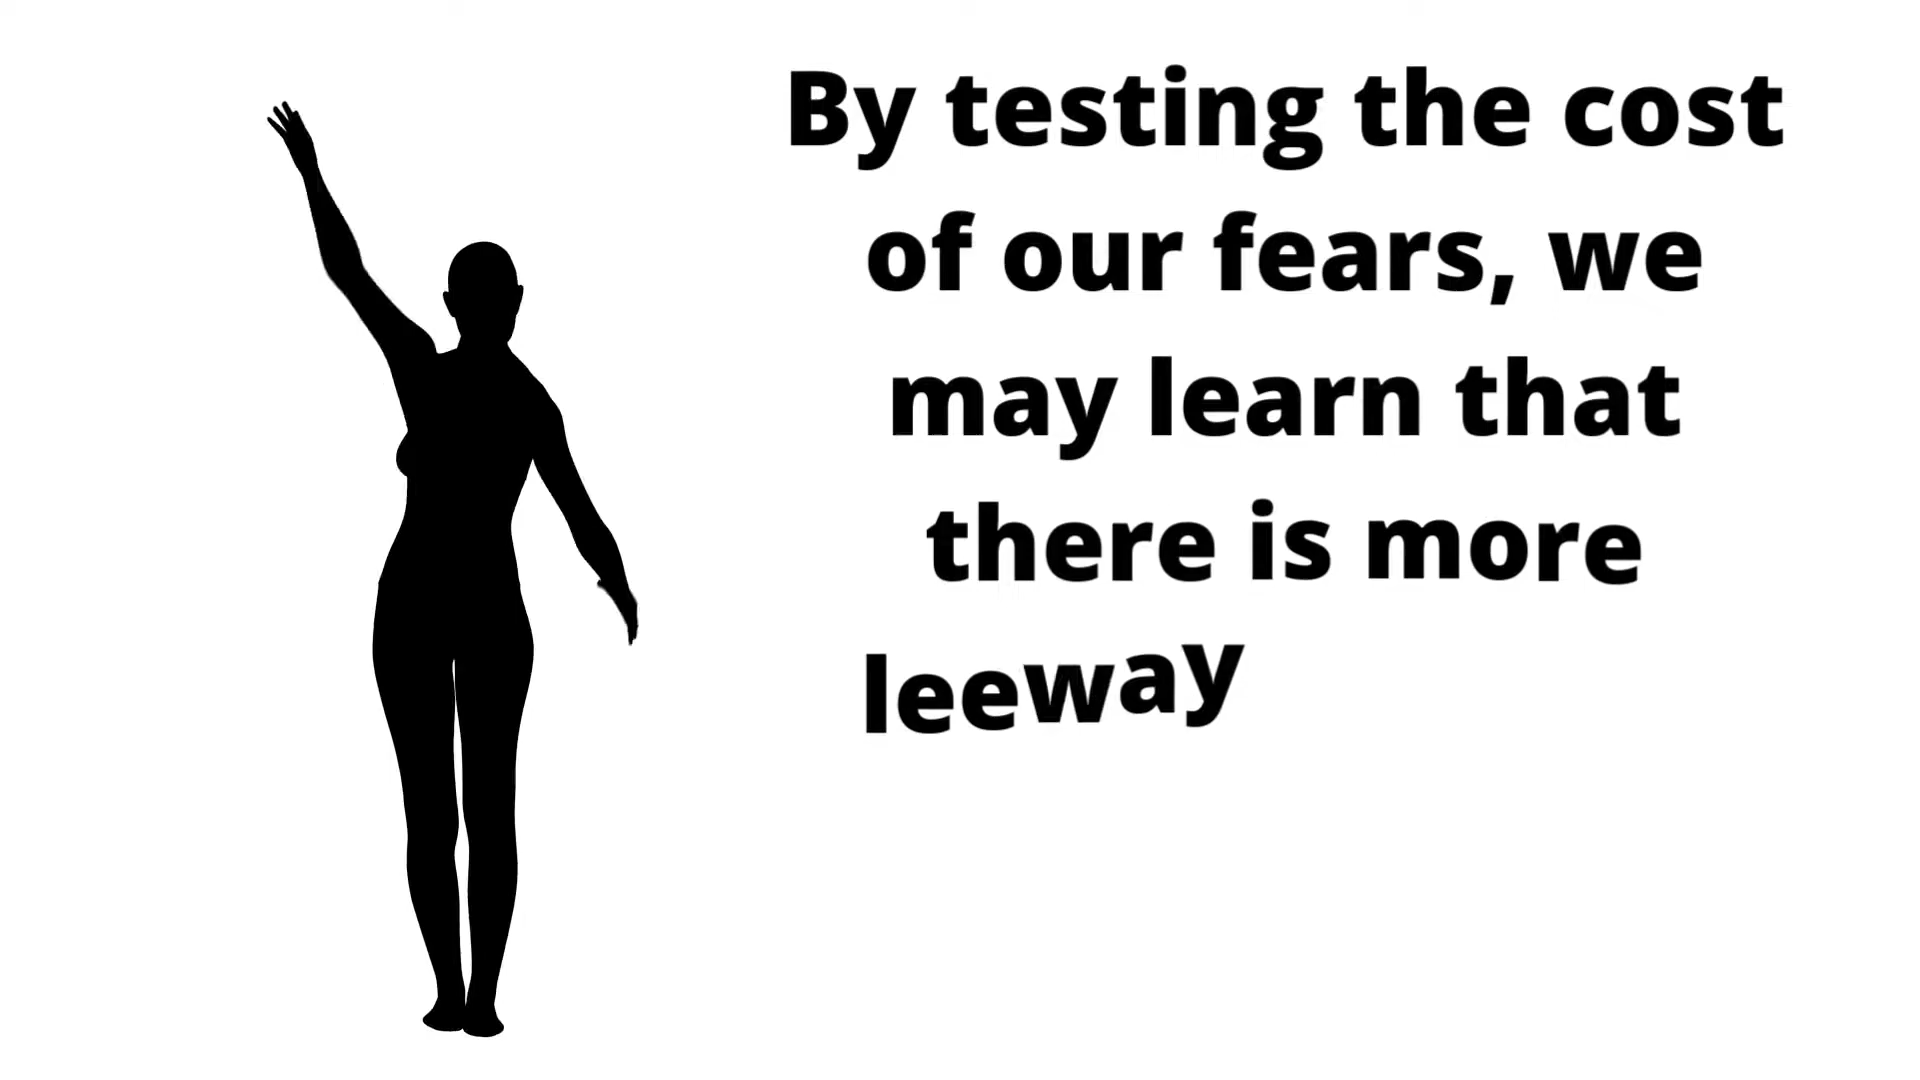 By testing the cost
of our fears, we
may learn that
there is more
leeway